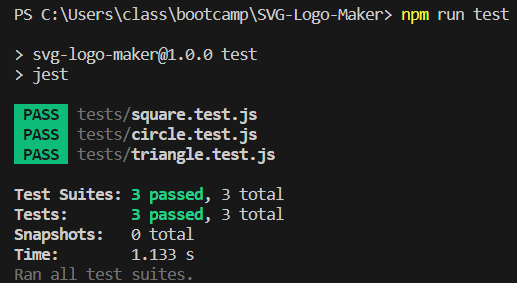 PS C:\Users\class\bootcamp\SVG-Logo-Maker> npm run test
> svg-logo-maker@1.0.0 test
> jest
PASS tests/square.test.js
PASS tests/circle.test.js
PASS tests/triangle.test.js
Test Suites: 3 passed, 3 total
Tests: 3 passed, 3 total
Snapshots: 0 total
Time: 1.133 s
Ran all test suites.